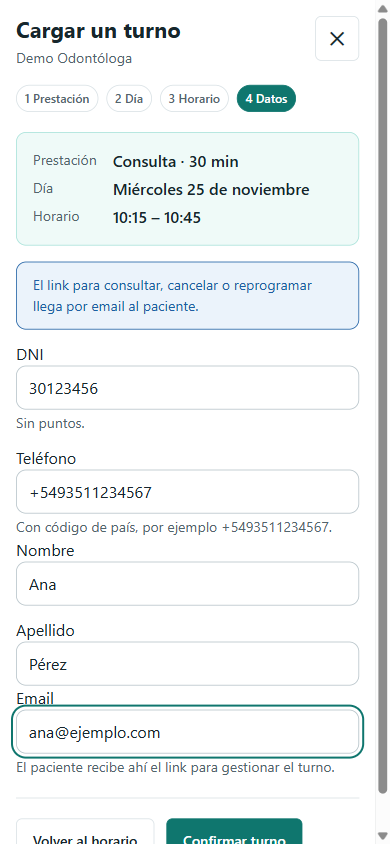 Cargar un turno
Demo Odontóloga
1 Prestación
2 Día
3 Horario
4 Datos
Prestación
Consulta · 30 min
Día
Miércoles 25 de noviembre
Horario
10:15 – 10:45
El link para consultar, cancelar o reprogramar
llega por email al paciente.
DNI
30123456
Sin puntos.
Teléfono
+5493511234567
Con código de país, por ejemplo +5493511234567.
Nombre
Ana
Apellido
Pérez
Email
ana@ejemplo.com
El paciente recibe ahí el link para gestionar el turno.
Volver al horario
Confirmar turno